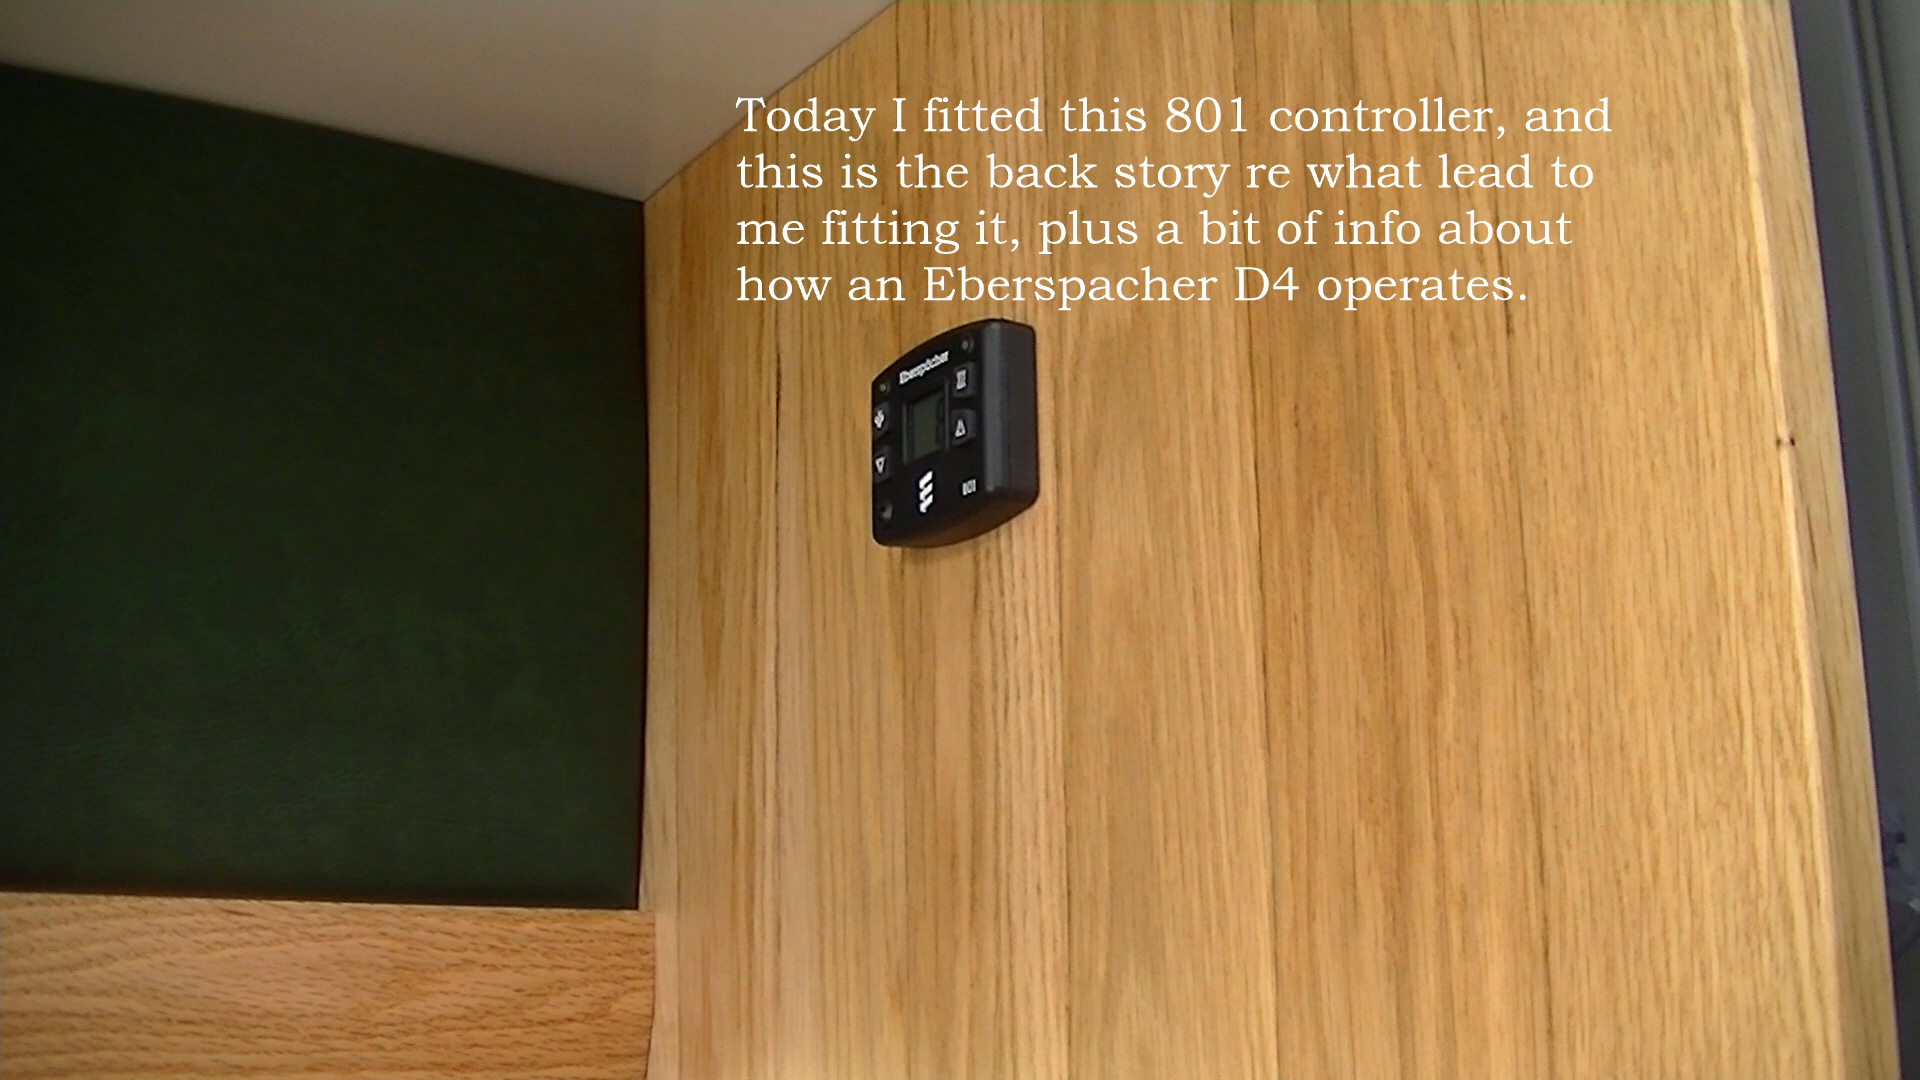 Today I fitted this 801 controller, and
this is the back story re what lead to
me fitting it, plus a bit of info about
how an Eberspacher D4 operates.
Eberspächer
801